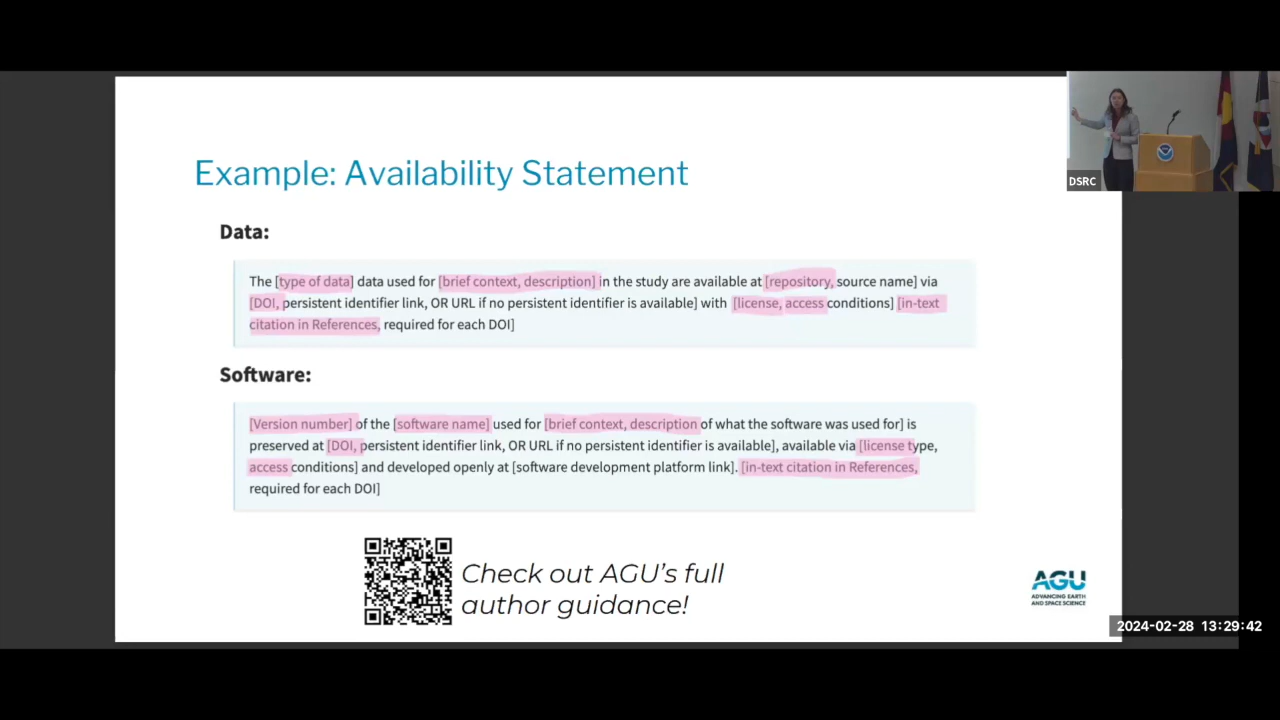 Example: Availability Statement
DSRC
Data:
The [type of data] data used for [brief context, description] in the study are available at [repository, source name] via
[DOI, persistent identifier link, OR URL if no persistent identifier is available] with [license, access conditions] [in-text
citation in References, required for each DOI]
Software:
[Version number] of the [software name] used for [brief context, description of what the software was used for] is
preserved at [DOI, persistent identifier link, OR URL if no persistent identifier is available], available via [license type,
access conditions] and developed openly at [software development platform link]. [in-text citation in References,
required for each DOI]
Check out AGU's full
author guidance!
AGU
ADVANCING EARTH
AND SPACE SCIENCE
2024-02-28 13:29:42